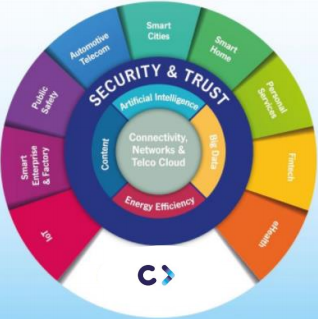 Smart
Cities
Automotive
Telecom
Smart
Home
Public
Safety
Personal
Services
Smart
Enterprise
& Factory
Fintech
IoT
eHealth
SECURITY & TRUST
Artificial Intelligence
Content
Big Data
Energy Efficiency
Connectivity,
Networks &
Telco Cloud